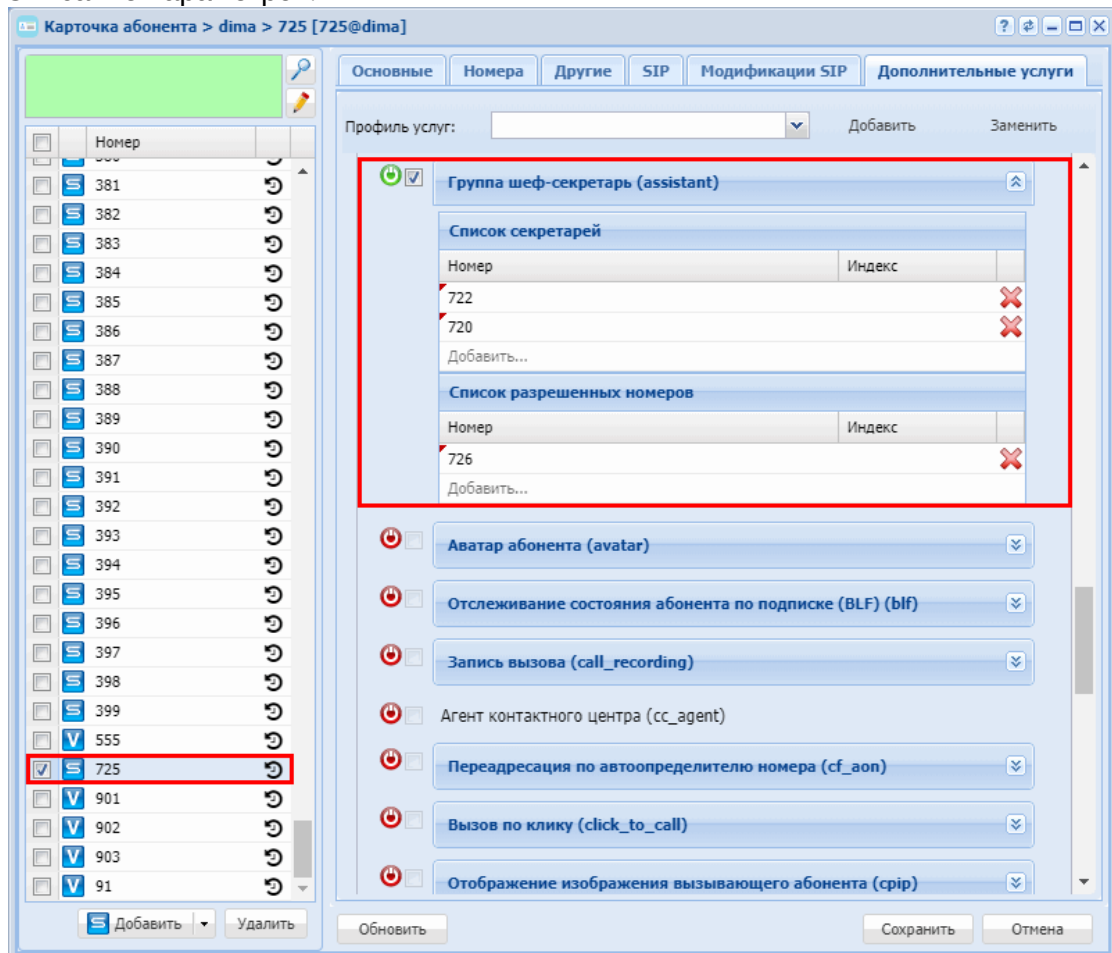 Карточка абонента > dima > 725 [725@dima]
Основные Номера Другие SIP Модификации SIP Дополнительные услуги
Профиль услуг: Добавить Заменить
Номер
381
382
383
384
385
386
387
388
389
390
391
392
393
394
395
396
397
398
399
555
725
901
902
903
91
Добавить Удалить
Группа шеф-секретарь (assistant)
Список секретарей
Номер Индекс
722
720
Добавить...
Список разрешенных номеров
Номер Индекс
726
Добавить...
Аватар абонента (avatar)
Отслеживание состояния абонента по подписке (BLF) (blf)
Запись вызова (call_recording)
Агент контактного центра (cc_agent)
Переадресация по автоопределителю номера (cf_aon)
Вызов по клику (click_to_call)
Отображение изображения вызывающего абонента (cpip)
Обновить Сохранить Отмена